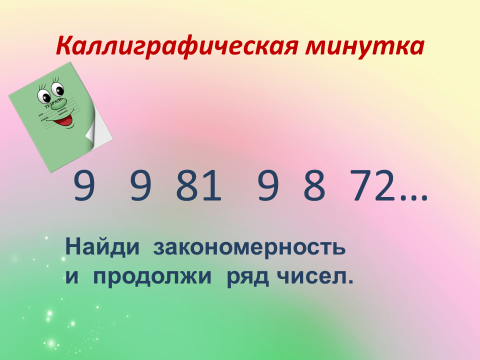 Каллиграфическая минутка
9 9 81 9 8 72...
Найди закономерность
и продолжи ряд чисел.